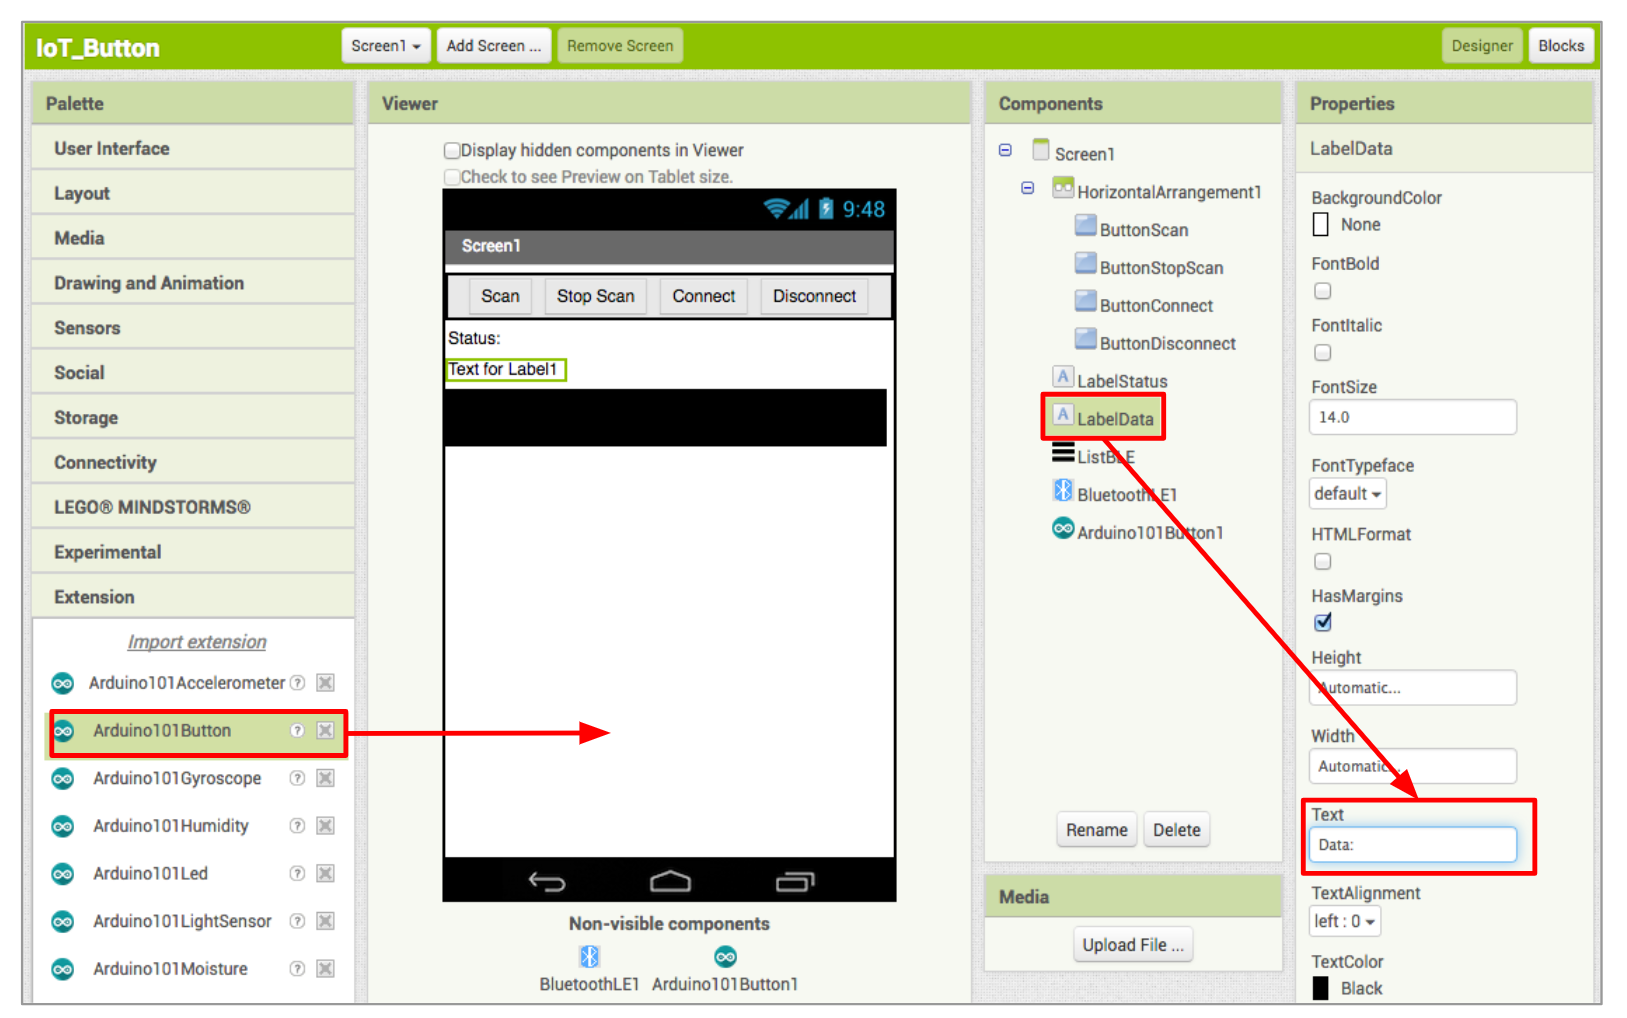 IoT_Button
Screen1
Add Screen ...
Remove Screen
Designer
Blocks
Palette
User Interface
Layout
Media
Drawing and Animation
Sensors
Social
Storage
Connectivity
LEGO® MINDSTORMS®
Experimental
Extension
Import extension
Arduino101Accelerometer ?
Arduino101Button ?
Arduino101Gyroscope ?
Arduino101Humidity ?
Arduino101Led ?
Arduino101LightSensor ?
Arduino101Moisture ?
Viewer
Display hidden components in Viewer
Check to see Preview on Tablet size.
9:48
Screen1
Scan
Stop Scan
Connect
Disconnect
Status:
Text for Label1
Non-visible components
BluetoothLE1
Arduino101Button1
Components
Screen1
HorizontalArrangement1
ButtonScan
ButtonStopScan
ButtonConnect
ButtonDisconnect
A LabelStatus
A LabelData
ListBLE
BluetoothLE1
Arduino101Button1
Rename
Delete
Media
Upload File ...
Properties
LabelData
BackgroundColor
None
FontBold
FontItalic
FontSize
14.0
FontTypeface
default
HTMLFormat
HasMargins
Height
Automatic...
Width
Automatic...
Text
Data:
TextAlignment
left : 0
TextColor
Black